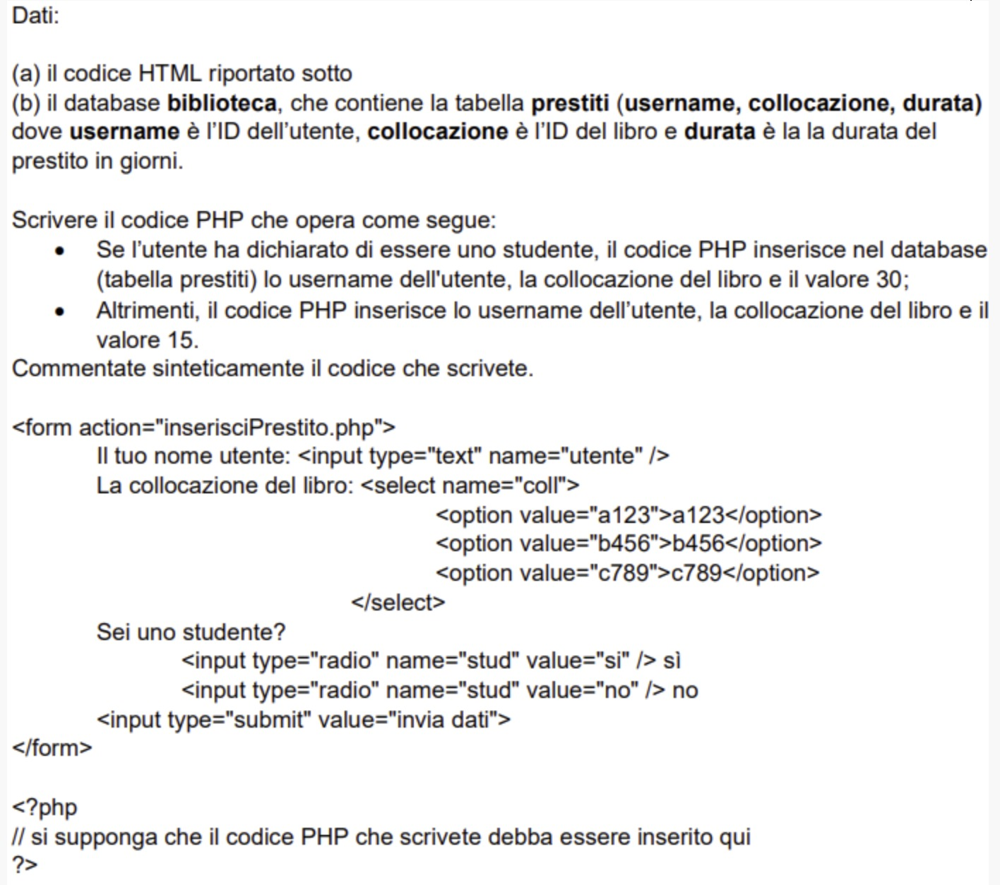 Dati:
(a) il codice HTML riportato sotto
(b) il database biblioteca, che contiene la tabella prestiti (username, collocazione, durata)
dove username è l’ID dell’utente, collocazione è l’ID del libro e durata è la la durata del
prestito in giorni.
Scrivere il codice PHP che opera come segue:
• Se l’utente ha dichiarato di essere uno studente, il codice PHP inserisce nel database
(tabella prestiti) lo username dell'utente, la collocazione del libro e il valore 30;
• Altrimenti, il codice PHP inserisce lo username dell’utente, la collocazione del libro e il
valore 15.
Commentate sinteticamente il codice che scrivete.
<form action="inserisciPrestito.php">
Il tuo nome utente: <input type="text" name="utente" />
La collocazione del libro: <select name="coll">
<option value="a123">a123</option>
<option value="b456">b456</option>
<option value="c789">c789</option>
</select>
Sei uno studente?
<input type="radio" name="stud" value="si" /> sì
<input type="radio" name="stud" value="no" /> no
<input type="submit" value="invia dati">
</form>
<?php
// si supponga che il codice PHP che scrivete debba essere inserito qui
?>